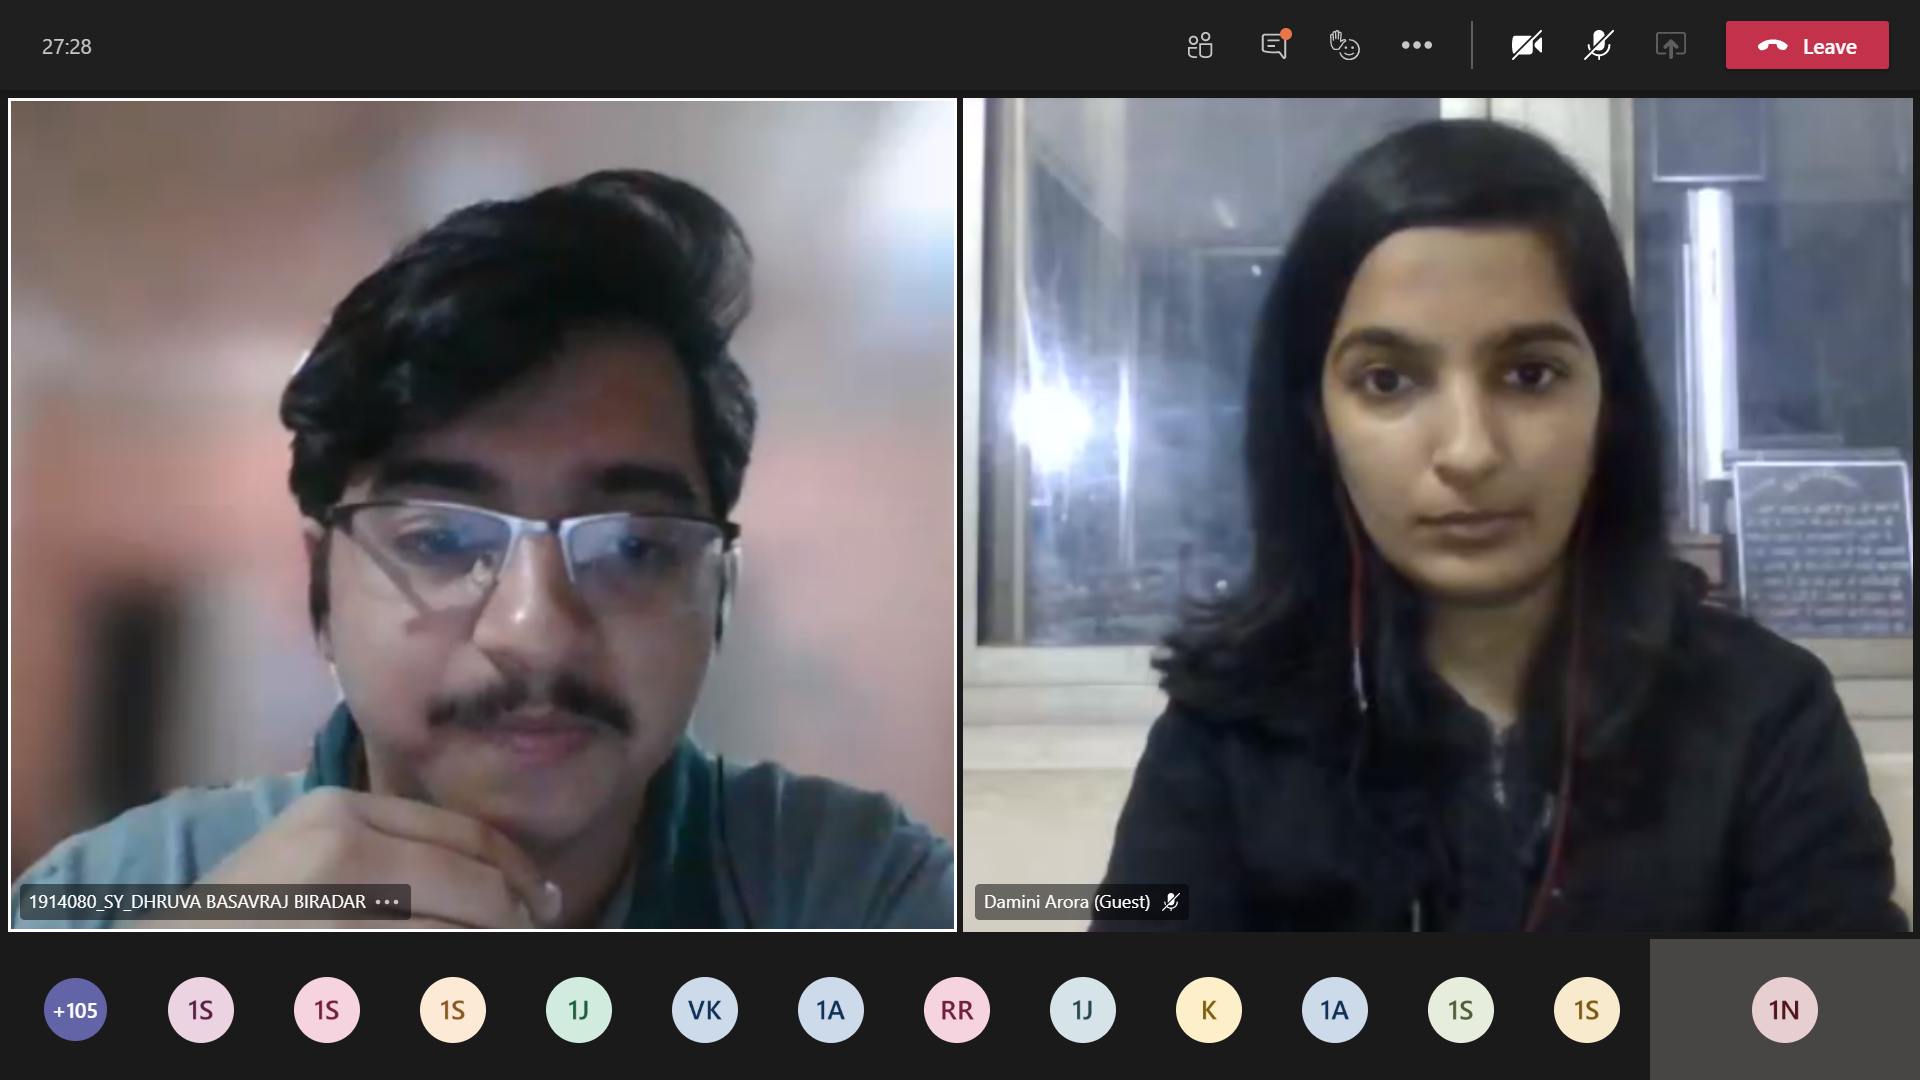 27:28
Leave
1914080_SY_DHRUVA BASAVRAJ BIRADAR
Damini Arora (Guest)
+105
1S
1S
1S
1J
VK
1A
RR
1J
K
1A
1S
1S
1N